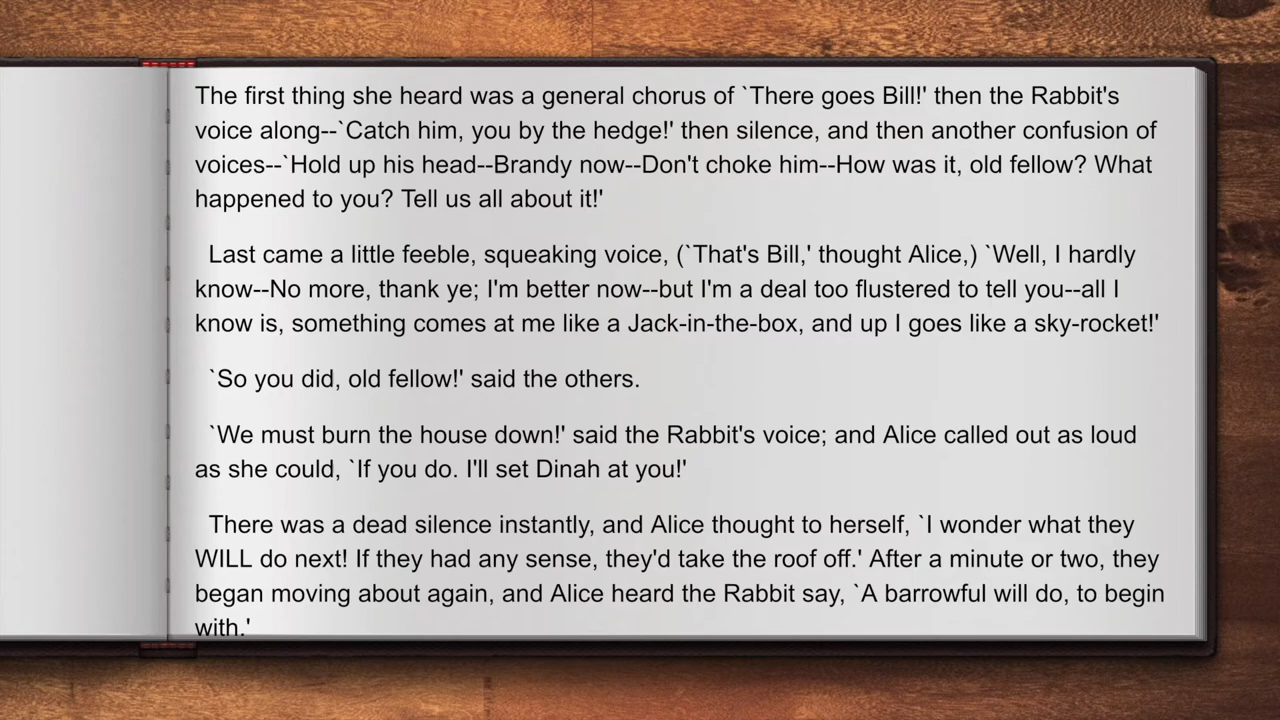 The first thing she heard was a general chorus of `There goes Bill!' then the Rabbit's
voice along--`Catch him, you by the hedge!' then silence, and then another confusion of
voices--`Hold up his head--Brandy now--Don't choke him--How was it, old fellow? What
happened to you? Tell us all about it!'
Last came a little feeble, squeaking voice, (`That's Bill,' thought Alice,) `Well, I hardly
know--No more, thank ye; I'm better now--but I'm a deal too flustered to tell you--all I
know is, something comes at me like a Jack-in-the-box, and up I goes like a sky-rocket!'
`So you did, old fellow!' said the others.
`We must burn the house down!' said the Rabbit's voice; and Alice called out as loud
as she could, `If you do. I'll set Dinah at you!'
There was a dead silence instantly, and Alice thought to herself, `I wonder what they
WILL do next! If they had any sense, they'd take the roof off.' After a minute or two, they
began moving about again, and Alice heard the Rabbit say, `A barrowful will do, to begin
with.'